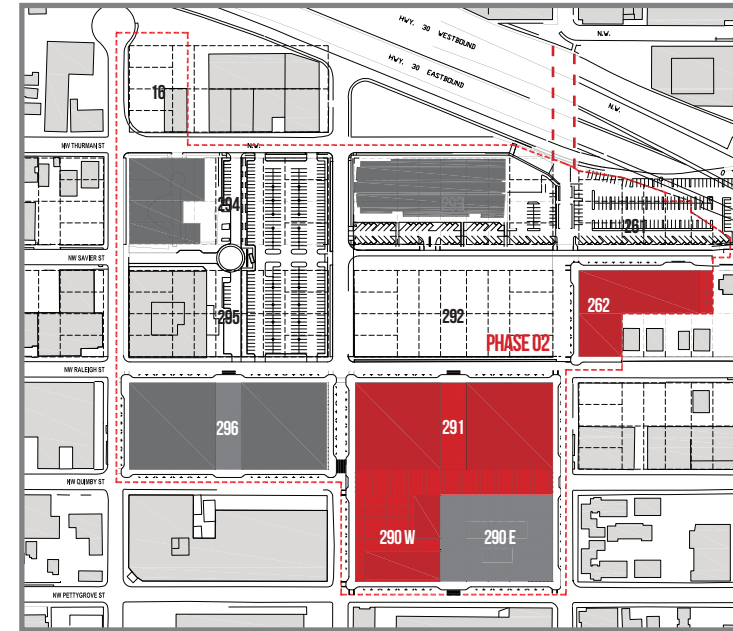 HWY. 30 WESTBOUND
N.W.
HWY. 30 EASTBOUND
16
N.W.
NW THURMAN ST
N.W.
294
293
261
NW SAVIER ST
295
292
262
PHASE 02
NW RALEIGH ST
296
291
NW QUIMBY ST
290 W
290 E
NW PETTYGROVE ST